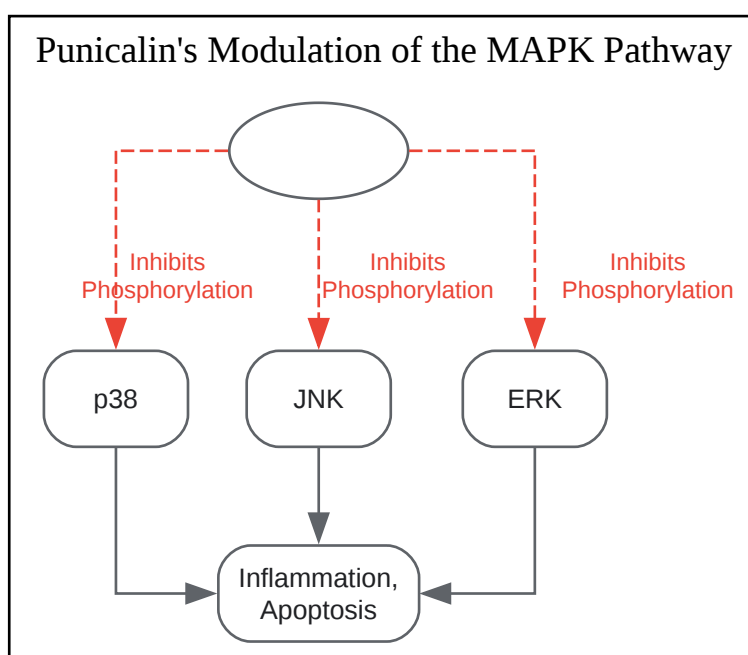 Punicalin's Modulation of the MAPK Pathway
Inhibits
Phosphorylation
Inhibits
Phosphorylation
Inhibits
Phosphorylation
p38
JNK
ERK
Inflammation,
Apoptosis